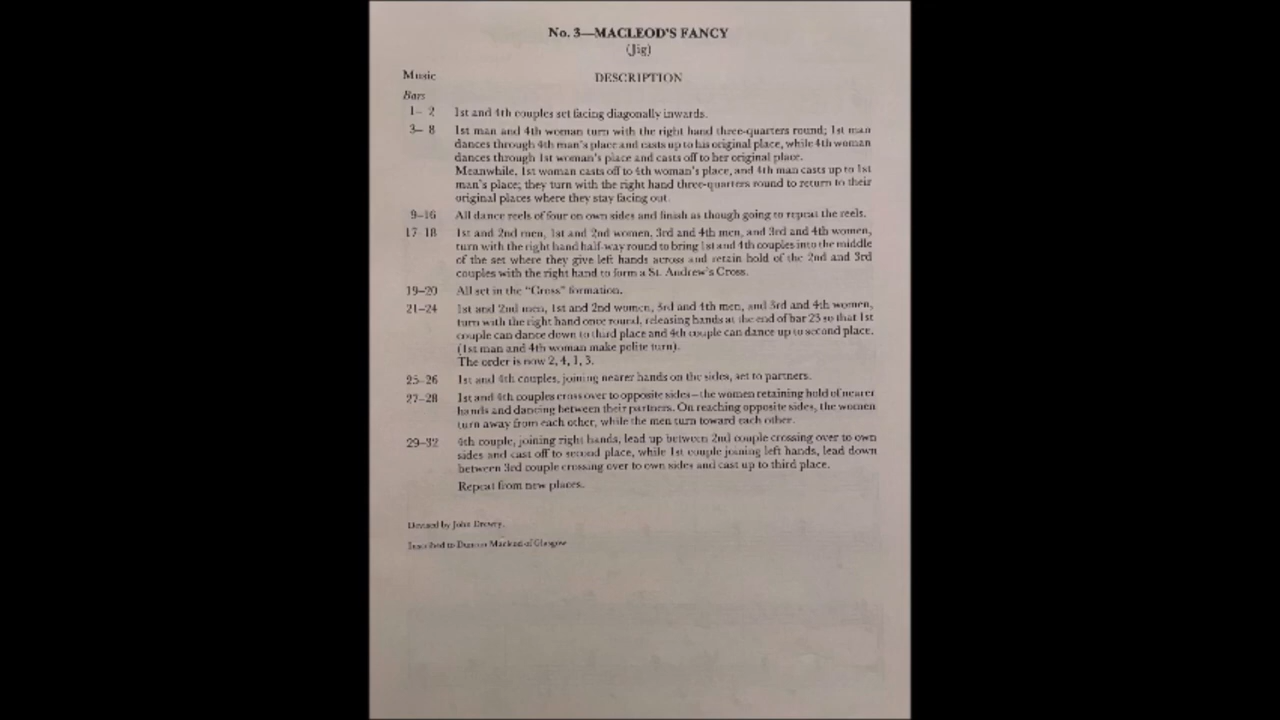 No. 3—MACLEOD'S FANCY
(Jig)
Music
DESCRIPTION
Bars
1– 2 1st and 4th couples set facing diagonally inwards.
3– 8 1st man and 4th woman turn with the right hand three-quarters round; 1st man
dances through 4th man's place and casts up to his original place, while 4th woman
dances through 1st woman's place and casts off to her original place.
Meanwhile, 1st woman casts off to 4th woman's place, and 4th man casts up to 1st
man's place; they turn with the right hand three-quarters round to return to their
original places where they stay facing out.
9–16 All dance reels of four on own sides and finish as though going to repeat the reels.
17–18 1st and 2nd men, 1st and 2nd women, 3rd and 4th men, and 3rd and 4th women,
turn with the right hand half-way round to bring 1st and 4th couples into the middle
of the set where they give left hands across and retain hold of the 2nd and 3rd
couples with the right hand to form a St. Andrew's Cross.
19–20 All set in the "Cross" formation.
21–24 1st and 2nd men, 1st and 2nd women, 3rd and 4th men, and 3rd and 4th women,
turn with the right hand once round, releasing hands at the end of bar 23 so that 1st
couple can dance down to third place and 4th couple can dance up to second place.
(1st man and 4th woman make polite turn).
The order is now 2, 4, 1, 3.
25–26 1st and 4th couples, joining nearer hands on the sides, set to partners.
27–28 1st and 4th couples cross over to opposite sides—the women retaining hold of nearer
hands and dancing between their partners. On reaching opposite sides, the women
turn away from each other, while the men turn toward each other.
29–32 4th couple, joining right hands, lead up between 2nd couple crossing over to own
sides and cast off to second place, while 1st couple joining left hands, lead down
between 3rd couple crossing over to own sides and cast up to third place.
Repeat from new places.
Devised by John Drewry.
Inscribed to Duncan Macleod of Glasgow